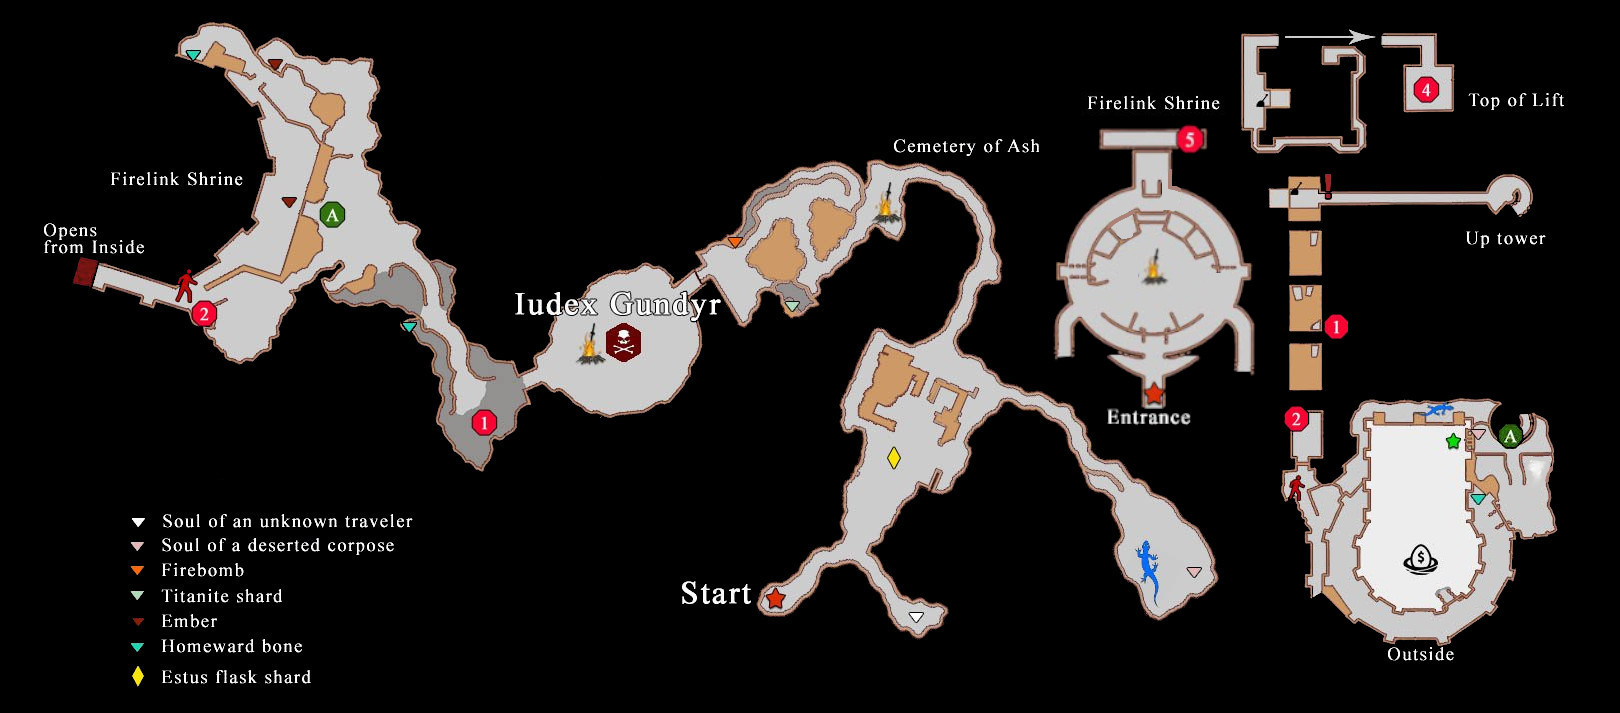 Firelink Shrine
4
Top of Lift
5
Cemetery of Ash
Firelink Shrine
A
Opens
from Inside
Up tower
2
Iudex Gundyr
1
Entrance
2
A
1
Soul of an unknown traveler
Soul of a deserted corpose
Firebomb
$
Titanite shard
Start
Ember
Homeward bone
Outside
Estus flask shard